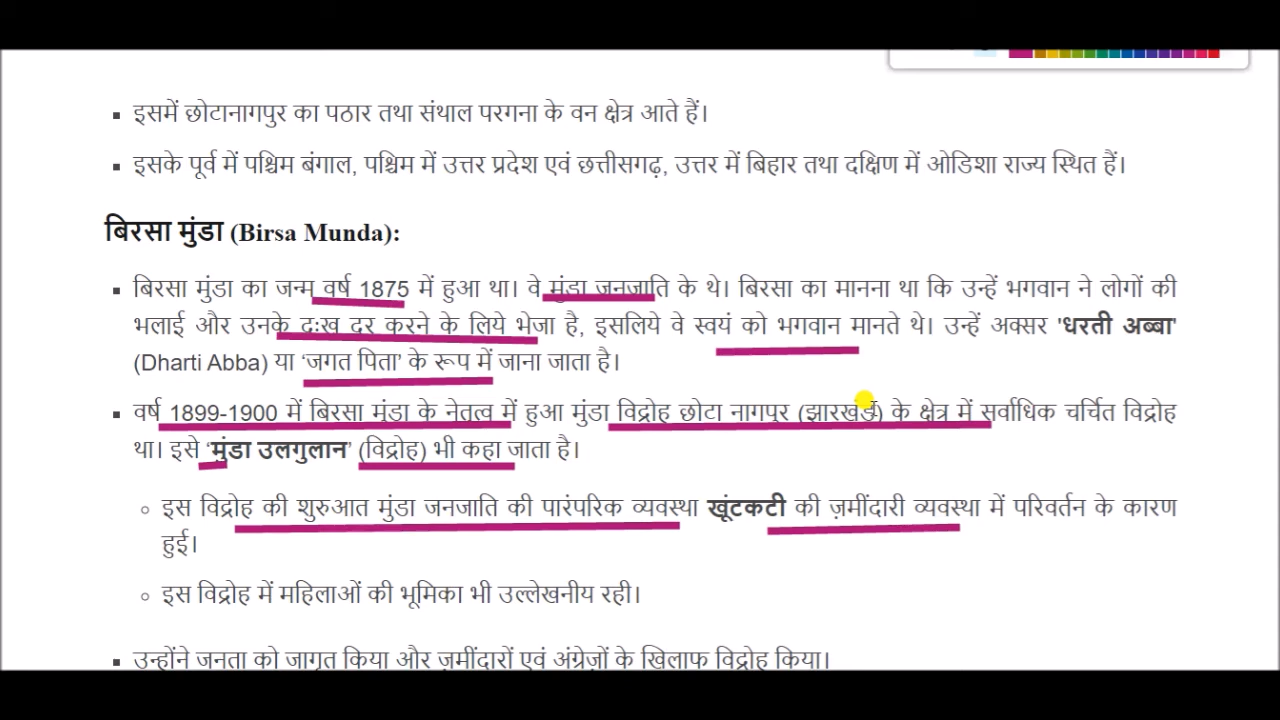 ▪ इसमें छोटानागपुर का पठार तथा संथाल परगना के वन क्षेत्र आते हैं।
▪ इसके पूर्व में पश्चिम बंगाल, पश्चिम में उत्तर प्रदेश एवं छत्तीसगढ़, उत्तर में बिहार तथा दक्षिण में ओडिशा राज्य स्थित हैं।
बिरसा मुंडा (Birsa Munda):
▪ बिरसा मुंडा का जन्म वर्ष 1875 में हुआ था। वे मुंडा जनजाति के थे। बिरसा का मानना था कि उन्हें भगवान ने लोगों की
भलाई और उनके दुःख दूर करने के लिये भेजा है, इसलिये वे स्वयं को भगवान मानते थे। उन्हें अक्सर 'धरती अब्बा'
(Dharti Abba) या ‘जगत पिता’ के रूप में जाना जाता है।
▪ वर्ष 1899-1900 में बिरसा मुंडा के नेतृत्व में हुआ मुंडा विद्रोह छोटा नागपुर (झारखंड) के क्षेत्र में सर्वाधिक चर्चित विद्रोह
था। इसे ‘मुंडा उलगुलान’ (विद्रोह) भी कहा जाता है।
○ इस विद्रोह की शुरुआत मुंडा जनजाति की पारंपरिक व्यवस्था खूंटकटी की ज़मींदारी व्यवस्था में परिवर्तन के कारण
हुई।
○ इस विद्रोह में महिलाओं की भूमिका भी उल्लेखनीय रही।
▪ उन्होंने जनता को जागृत किया और ज़मींदारों एवं अंग्रेज़ों के खिलाफ विद्रोह किया।